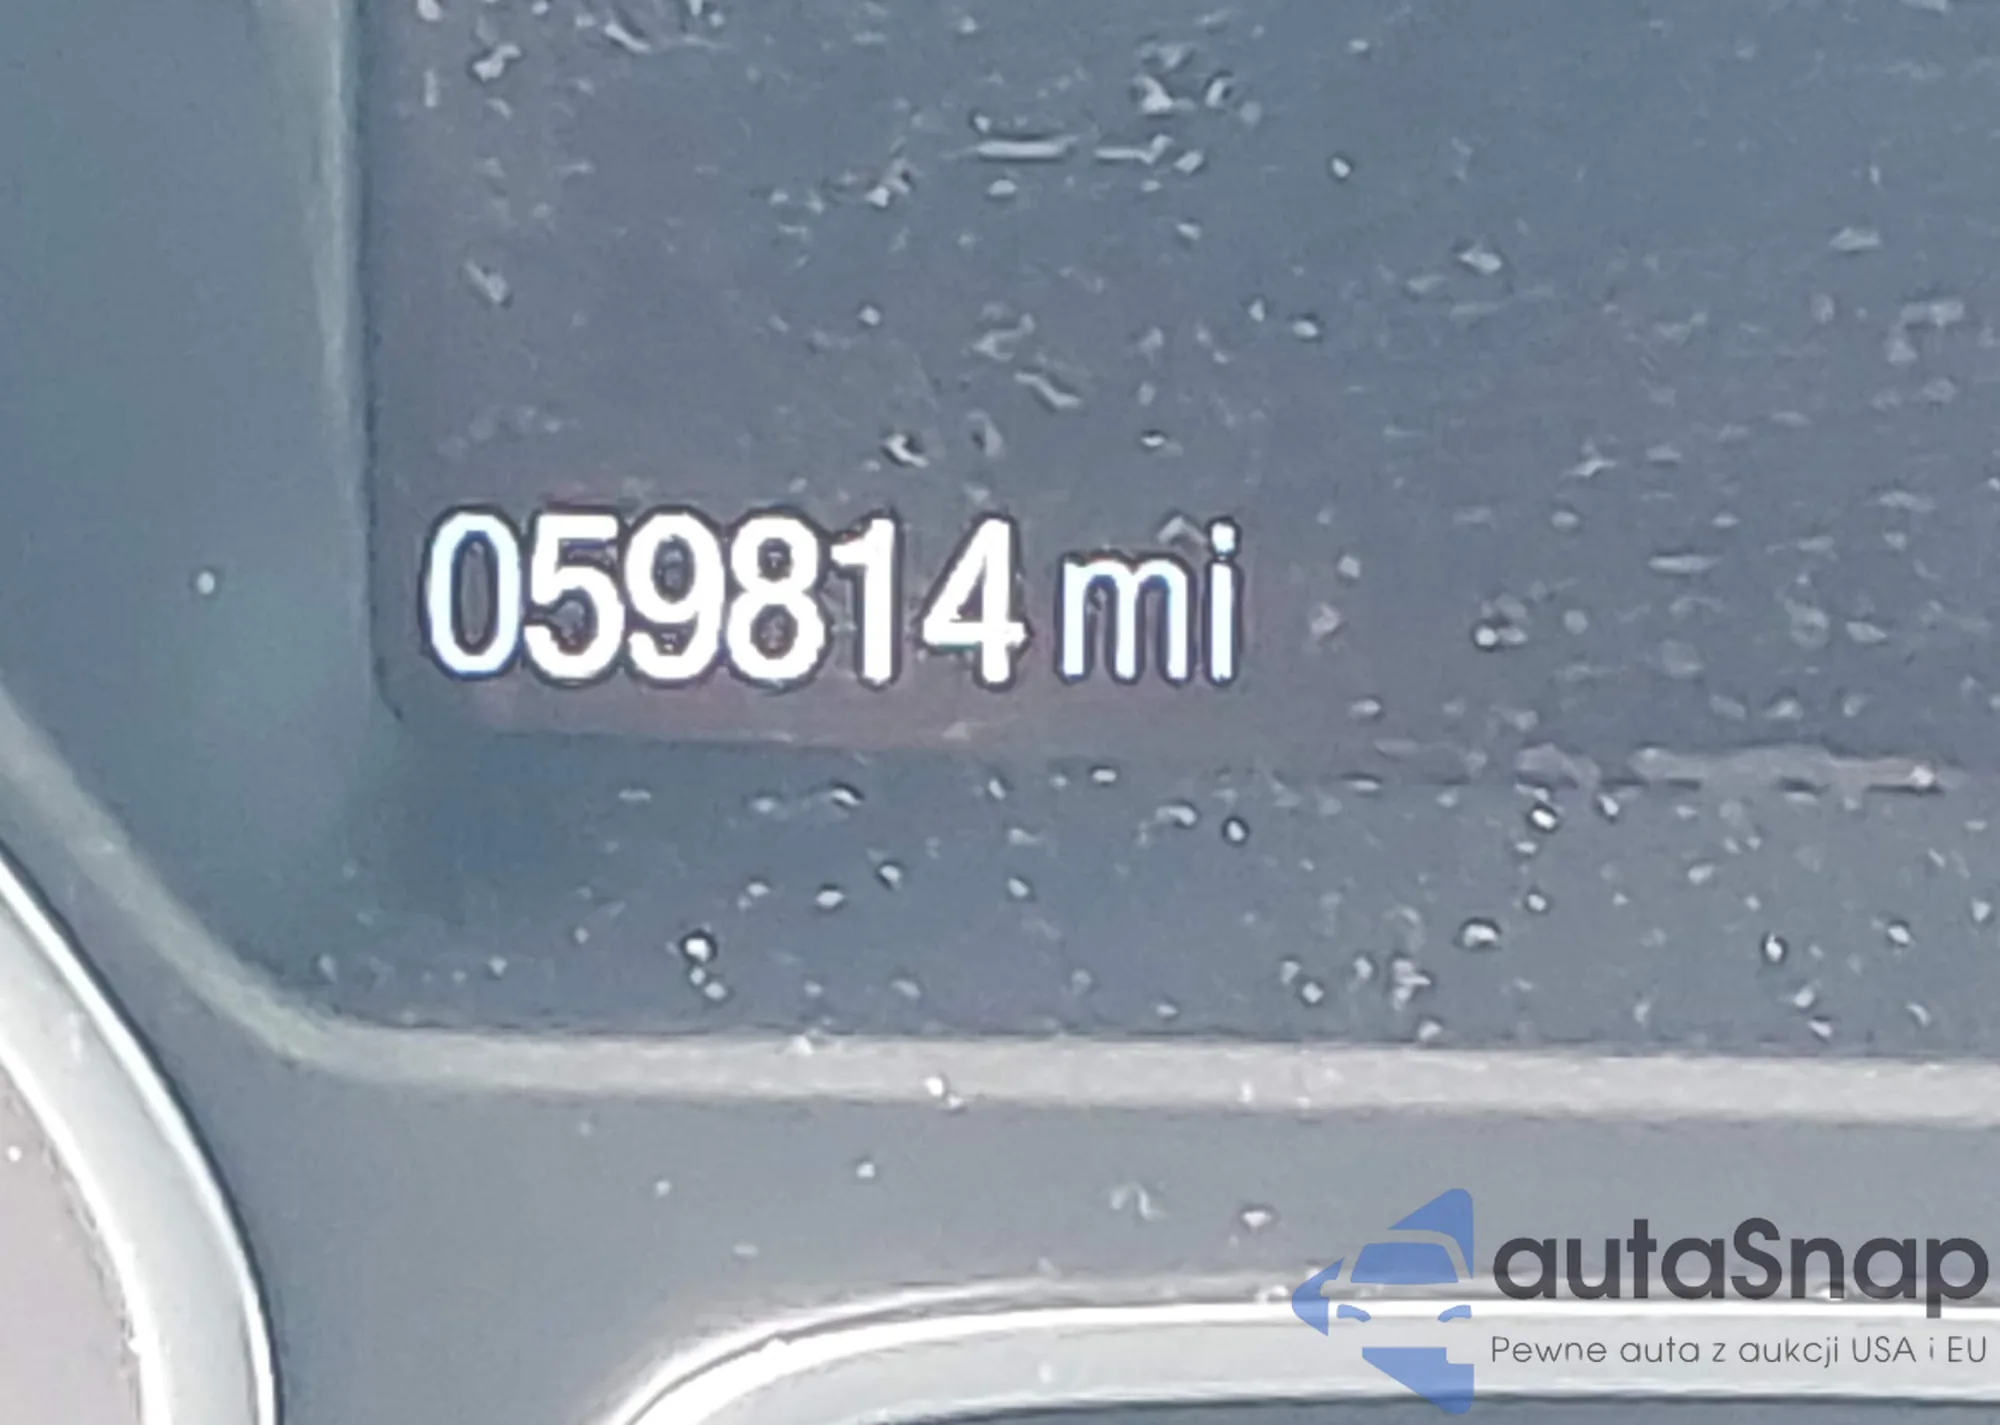 059814 mi
autaSnap
Pewne auta z aukcji USA i EU